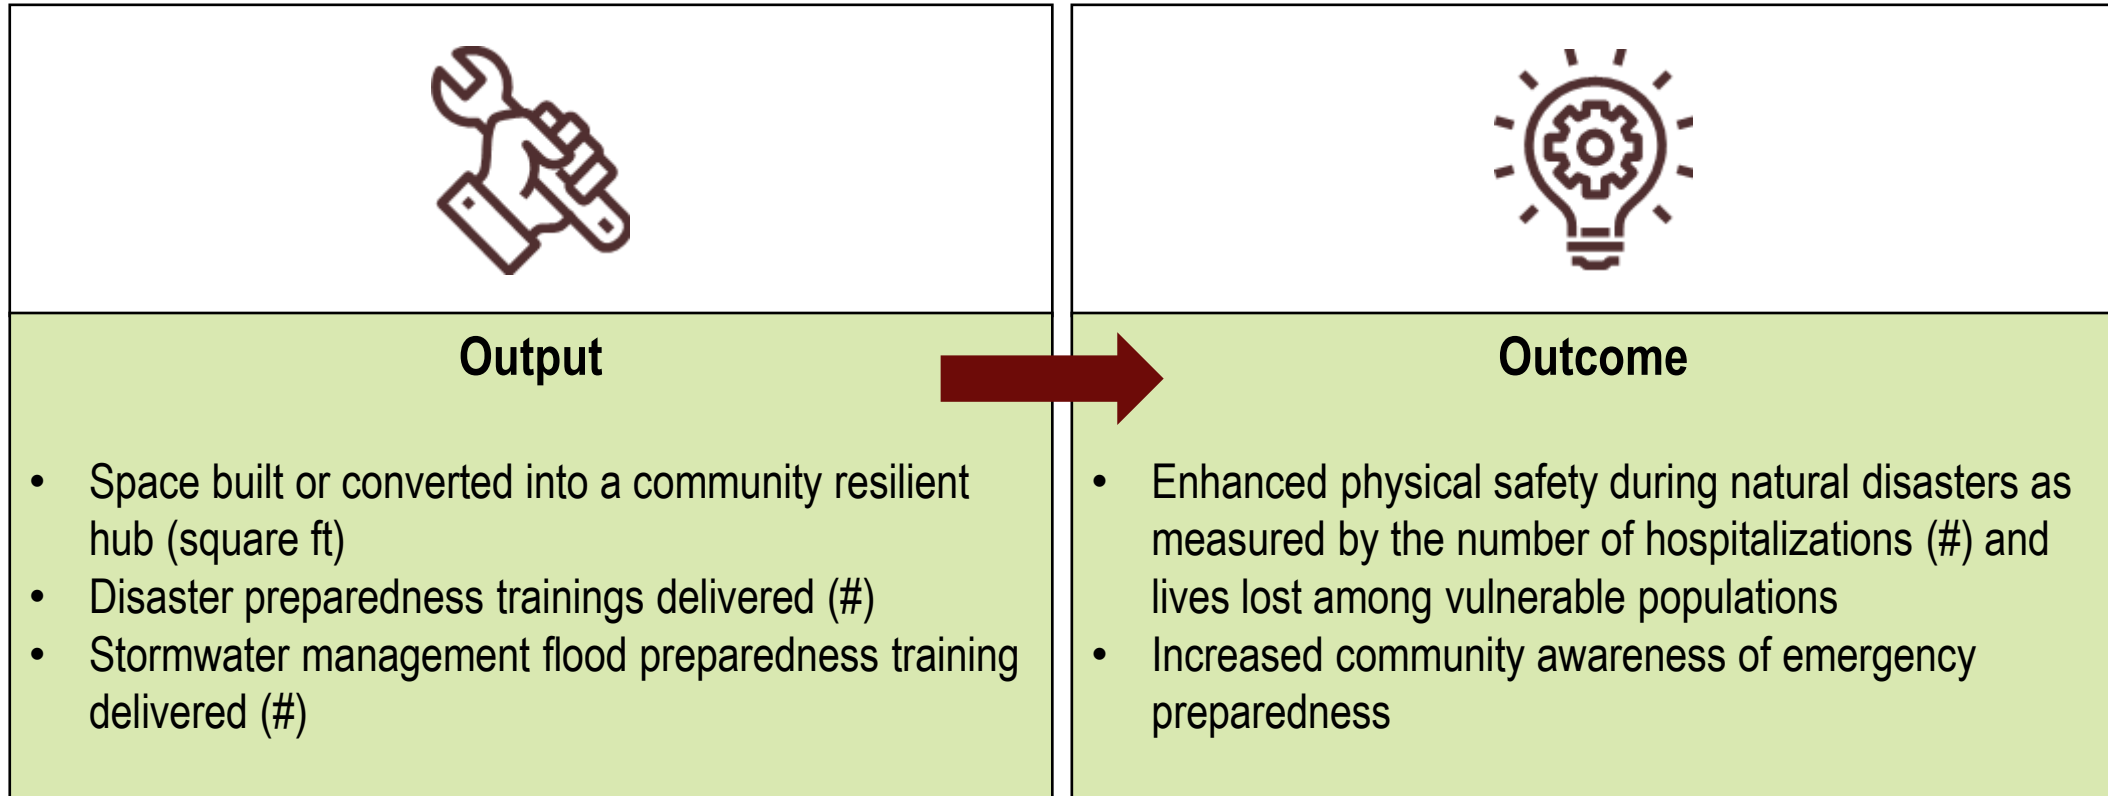 Output
• Space built or converted into a community resilient
hub (square ft)
• Disaster preparedness trainings delivered (#)
• Stormwater management flood preparedness training
delivered (#)
Outcome
• Enhanced physical safety during natural disasters as
measured by the number of hospitalizations (#) and
lives lost among vulnerable populations
• Increased community awareness of emergency
preparedness